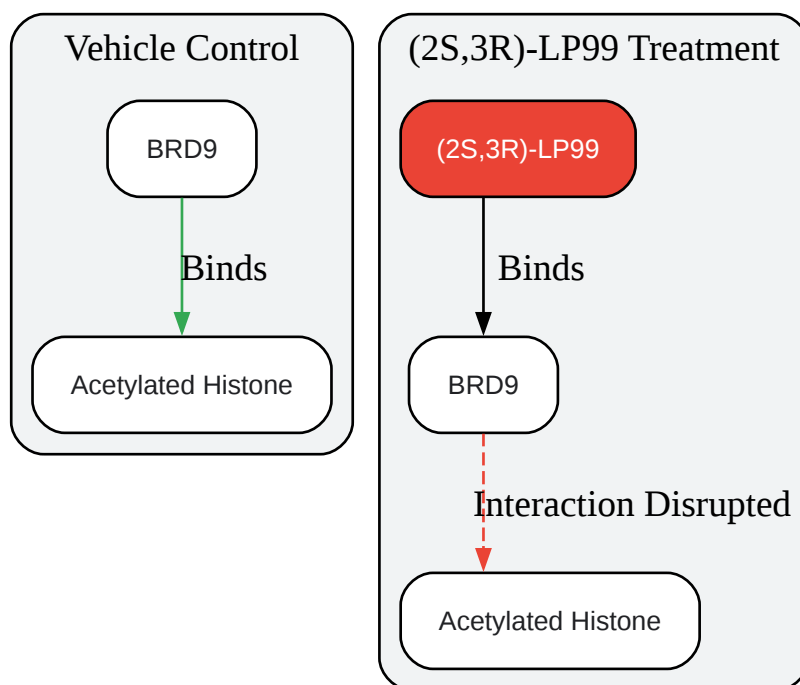 Vehicle Control
BRD9
Binds
Acetylated Histone
(2S,3R)-LP99 Treatment
(2S,3R)-LP99
Binds
BRD9
Interaction Disrupted
Acetylated Histone